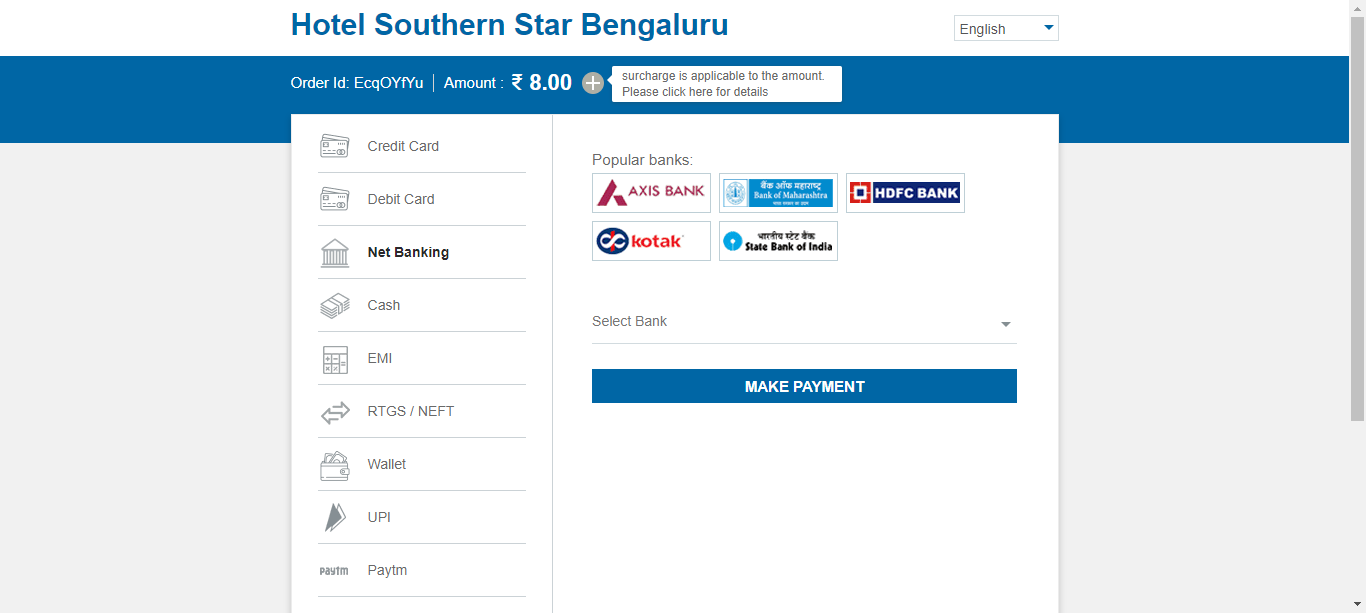 Hotel Southern Star Bengaluru
English
Order Id: EcqOYfYu | Amount : ₹ 8.00
surcharge is applicable to the amount.
Please click here for details
Credit Card
Debit Card
Net Banking
Cash
EMI
RTGS / NEFT
Wallet
UPI
Paytm Paytm
Popular banks:
AXIS BANK
बैंक ऑफ महाराष्ट्र
Bank of Maharashtra
HDFC BANK
kotak
भारतीय स्टेट बैंक
State Bank of India
Select Bank
MAKE PAYMENT